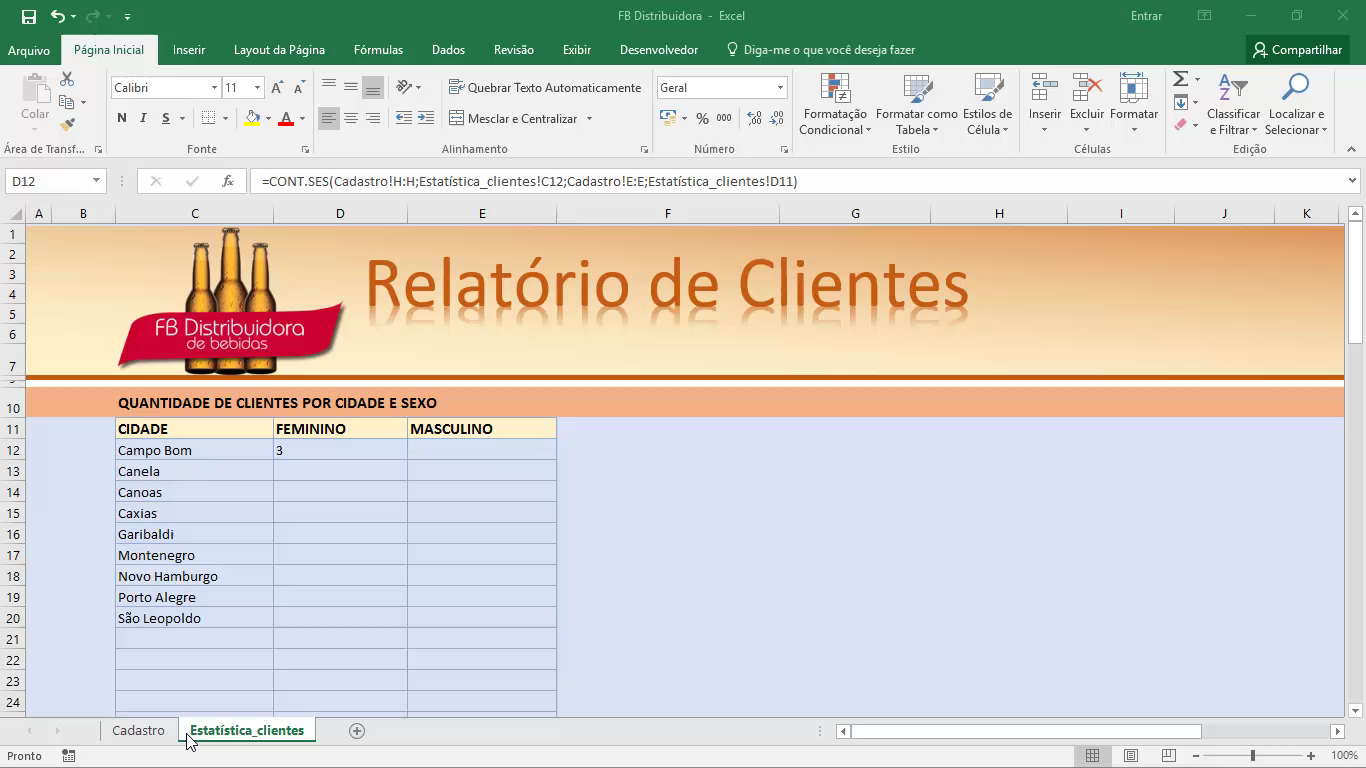 FB Distribuidora - Excel
Entrar
Arquivo
Página Inicial
Inserir
Layout da Página
Fórmulas
Dados
Revisão
Exibir
Desenvolvedor
Diga-me o que você deseja fazer
Compartilhar
Colar
Calibri
11
N I S
A
Quebrar Texto Automaticamente
Mesclar e Centralizar
Geral
% 000
Formatação Condicional
Formatar como Tabela
Estilos de Célula
Inserir
Excluir
Formatar
Classificar e Filtrar
Localizar e Selecionar
Área de Transf...
Fonte
Alinhamento
Número
Estilo
Células
Edição
D12
fx
=CONT.SES(Cadastro!H:H;Estatística_clientes!C12;Cadastro!E:E;Estatística_clientes!D11)
A B C D E F G H I J K
1
2
3
4
5
6
7
Relatório de Clientes
FB Distribuidora
de bebidas
10 QUANTIDADE DE CLIENTES POR CIDADE E SEXO
11 CIDADE FEMININO MASCULINO
12 Campo Bom 3
13 Canela
14 Canoas
15 Caxias
16 Garibaldi
17 Montenegro
18 Novo Hamburgo
19 Porto Alegre
20 São Leopoldo
21
22
23
24
Cadastro
Estatística_clientes
Pronto
100%